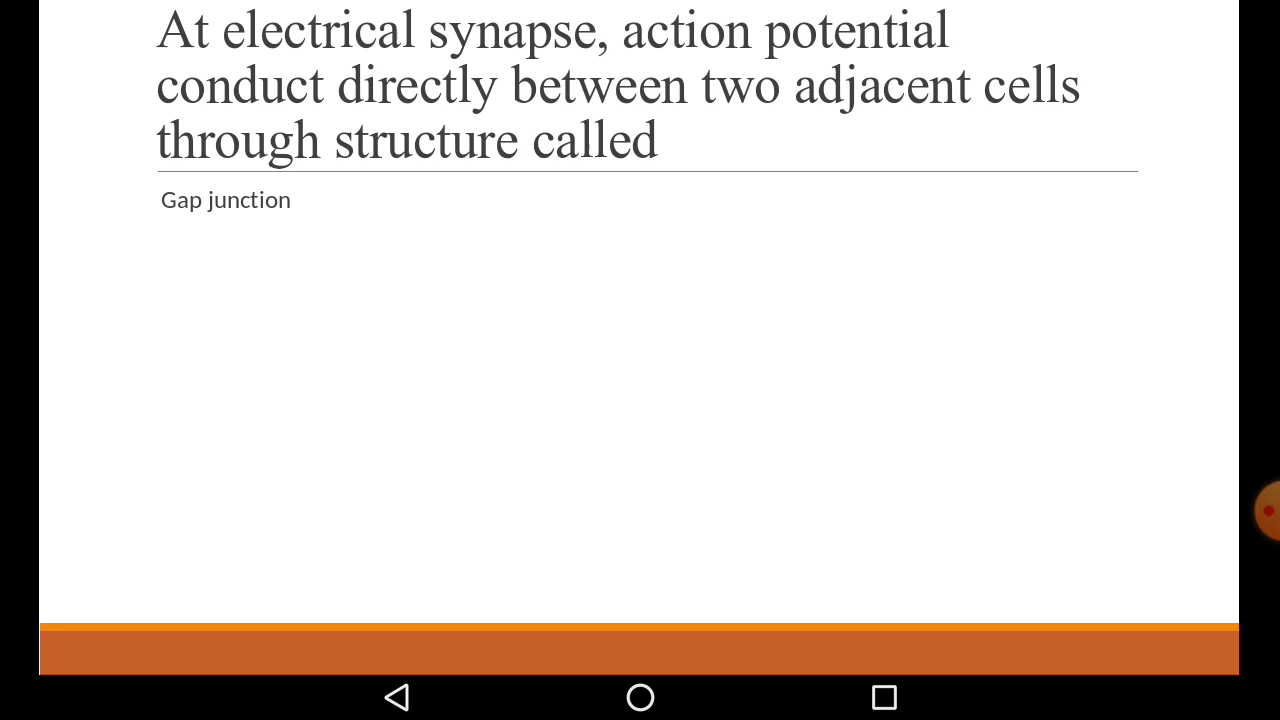 At electrical synapse, action potential
conduct directly between two adjacent cells
through structure called
Gap junction